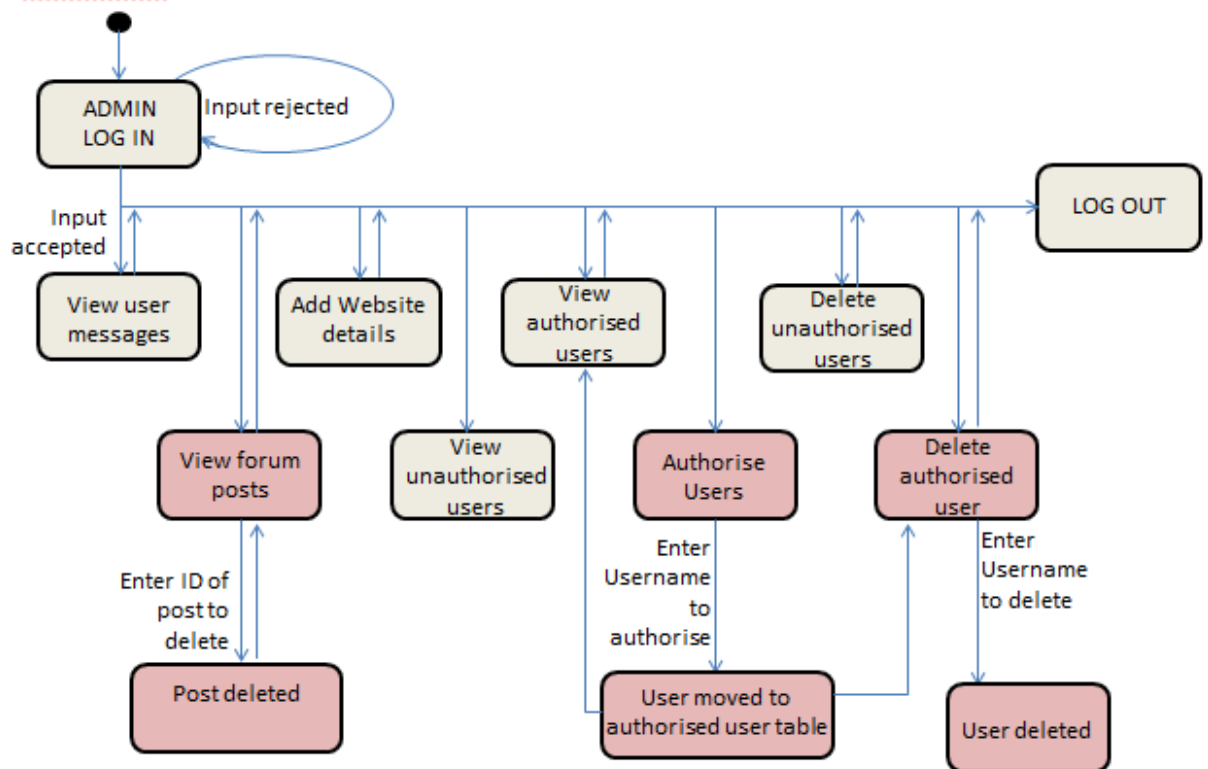 ADMIN
LOG IN
Input rejected
LOG OUT
Input
accepted
View user
messages
Add Website
details
View
authorised
users
Delete
unauthorised
users
View forum
posts
View
unauthorised
users
Authorise
Users
Delete
authorised
user
Enter ID of
post to
delete
Enter
Username
to
authorise
Enter
Username
to delete
Post deleted
User moved to
authorised user table
User deleted